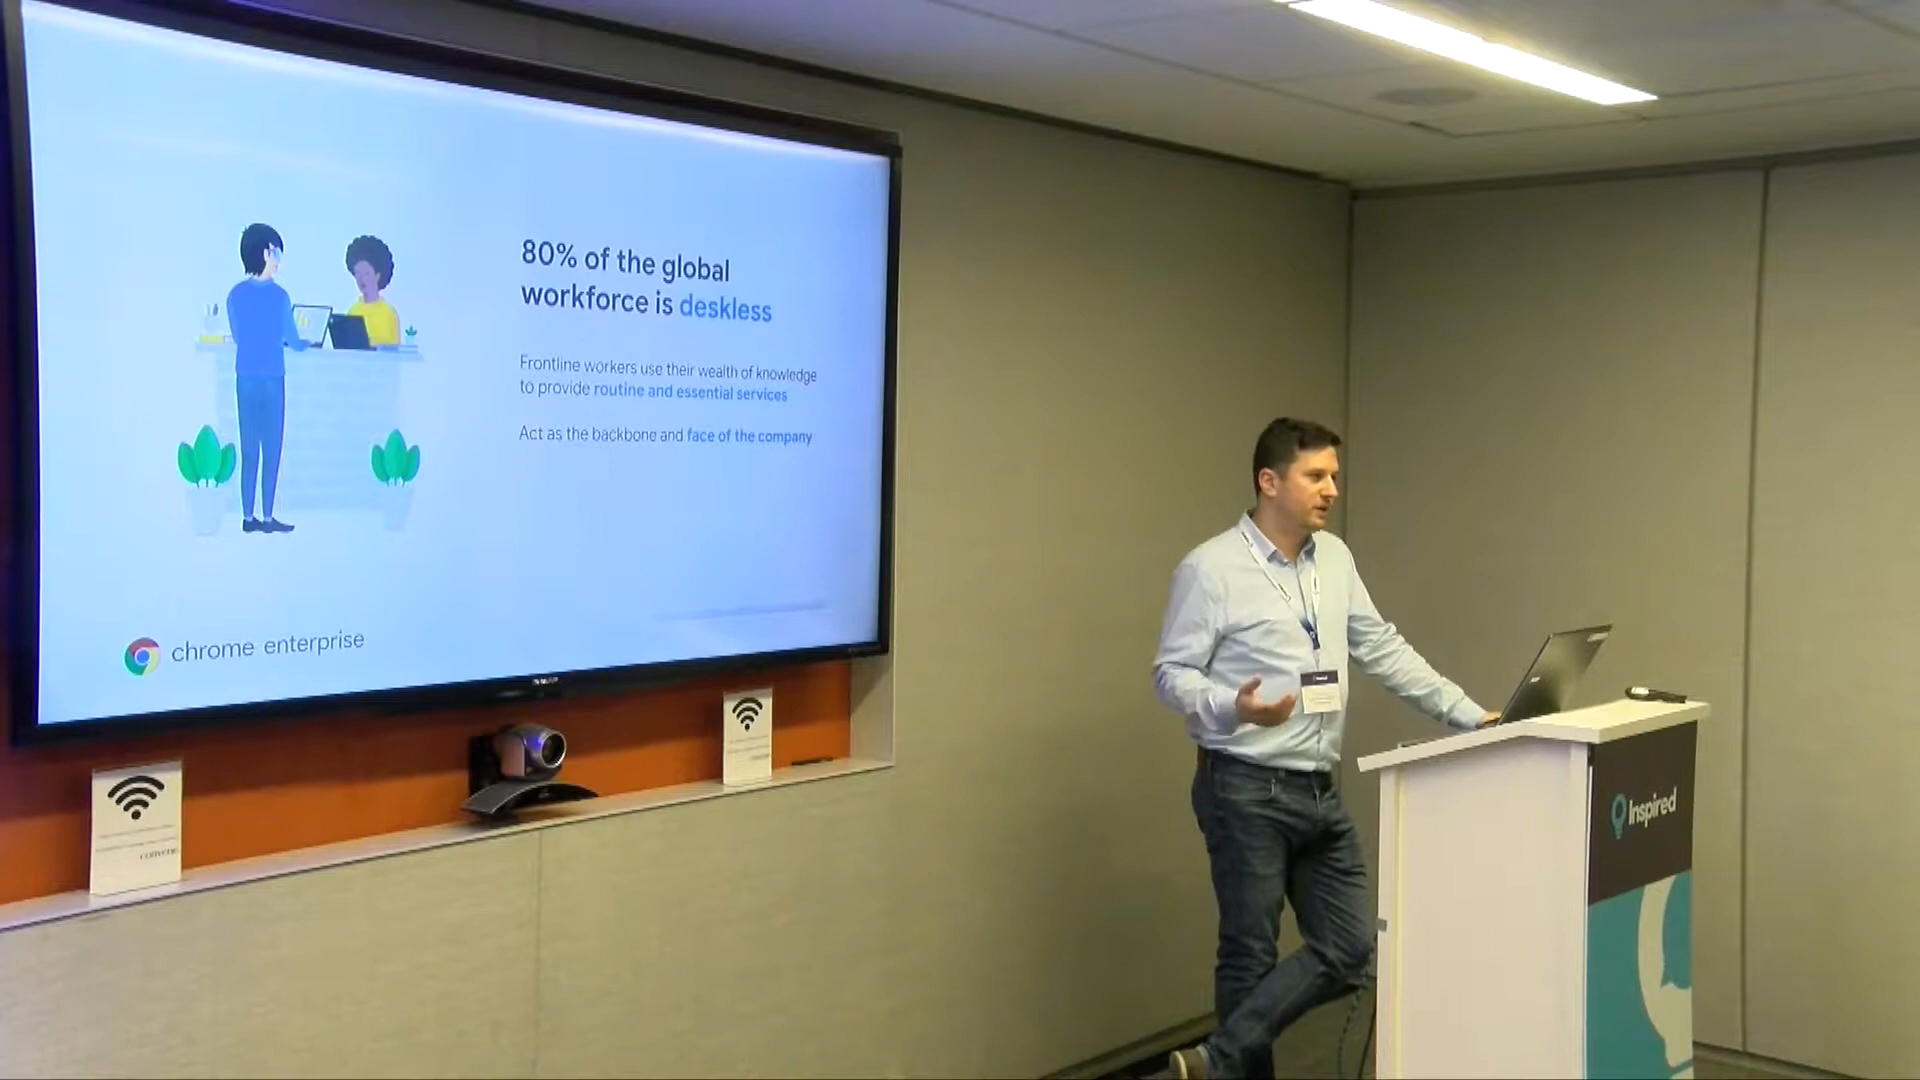 80% of the global
workforce is deskless
Frontline workers use their wealth of knowledge
to provide routine and essential services
Act as the backbone and face of the company
chrome enterprise
convene
Inspired